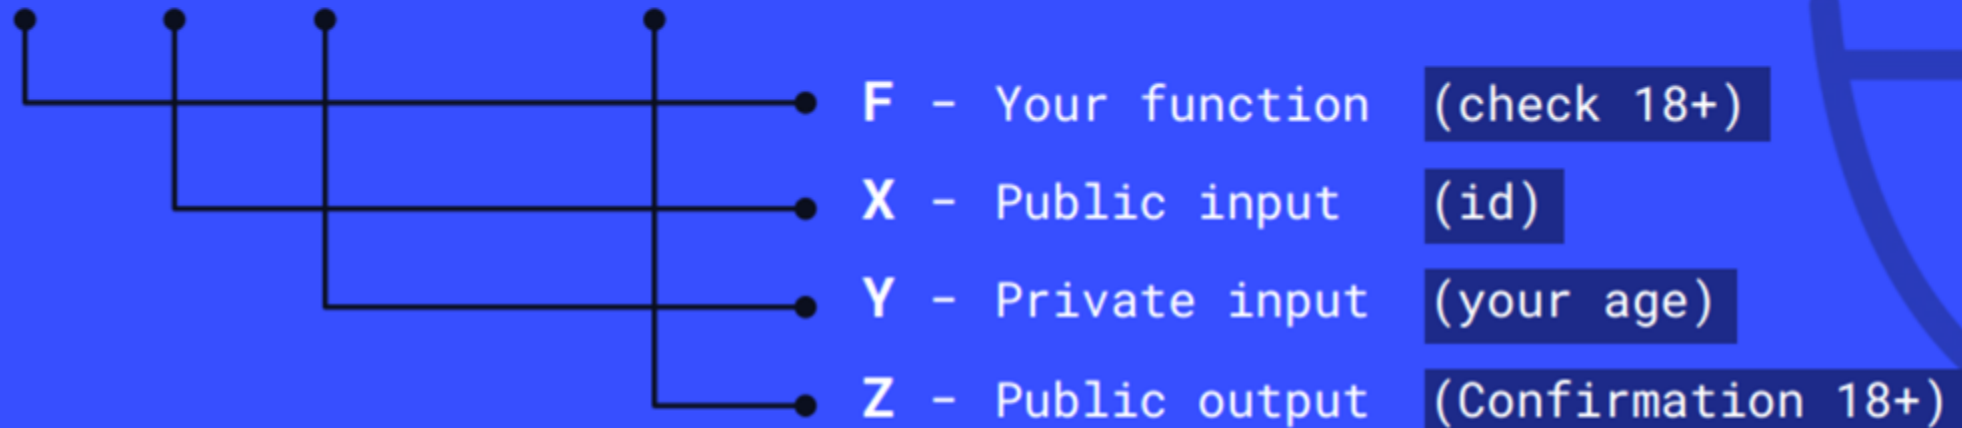 F - Your function (check 18+)
X - Public input (id)
Y - Private input (your age)
Z - Public output (Confirmation 18+)